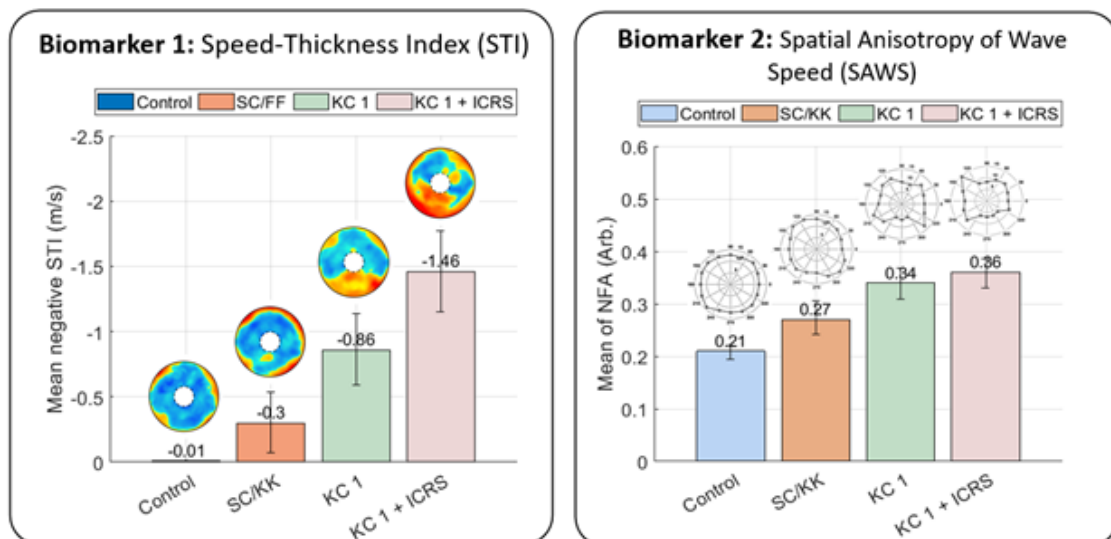 Biomarker 1: Speed-Thickness Index (STI)
Control SC/FF KC 1 KC 1 + ICRS
Mean negative STI (m/s)
-2.5
-2
-1.5
-1
-0.5
0
-0.01
-0.3
-0.86
-1.46
Control
SC/KK
KC 1
KC 1 + ICRS
Biomarker 2: Spatial Anisotropy of Wave
Speed (SAWS)
Control SC/KK KC 1 KC 1 + ICRS
Mean of NFA (Arb.)
0.6
0.5
0.4
0.3
0.2
0.1
0
0.21
0.27
0.34
0.36
Control
SC/KK
KC 1
KC 1 + ICRS